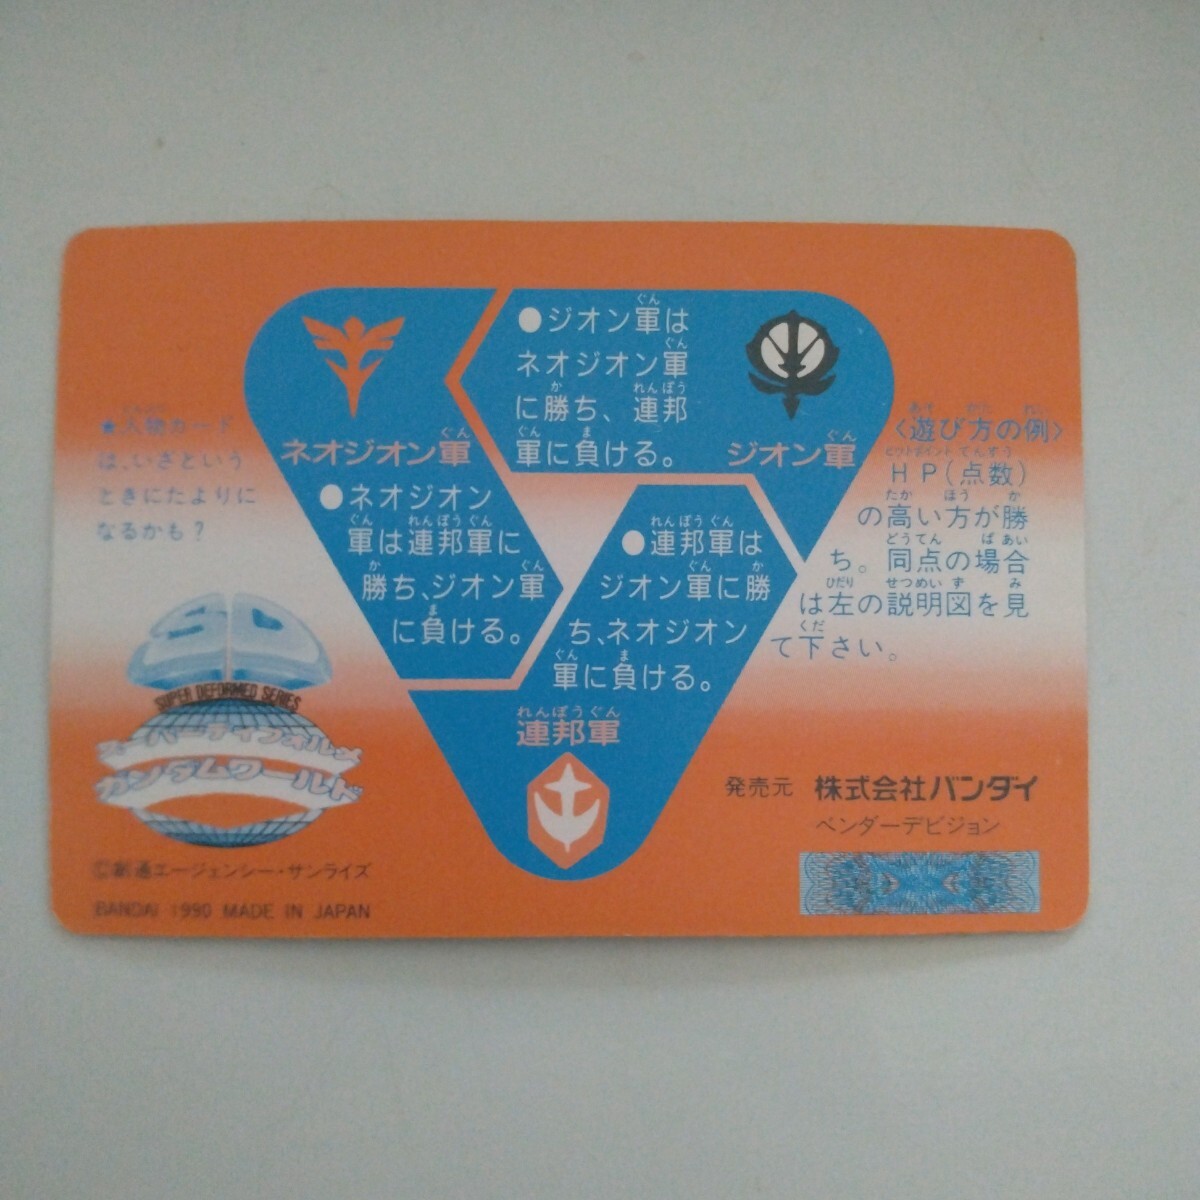 ●ジオン軍は
ネオジオン軍
に勝ち、連邦
軍に負ける。
ネオジオン軍
●ネオジオン
軍は連邦軍に
勝ち、ジオン軍
に負ける。
ジオン軍
●連邦軍は
ジオン軍に勝
ち、ネオジオン
軍に負ける。
連邦軍
★人物カード
は、いざという
ときにたよりに
なるかも?
〈遊び方の例〉
HP(点数)
の高い方が勝
ち。同点の場合
は左の説明図を見
て下さい。
SUPER DEFORMED SERIES
スーパーディフォルメ
ガンダムワールド
©創通エージェンシー・サンライズ
BANDAI 1990 MADE IN JAPAN
発売元 株式会社バンダイ
ベンダーデビジョン